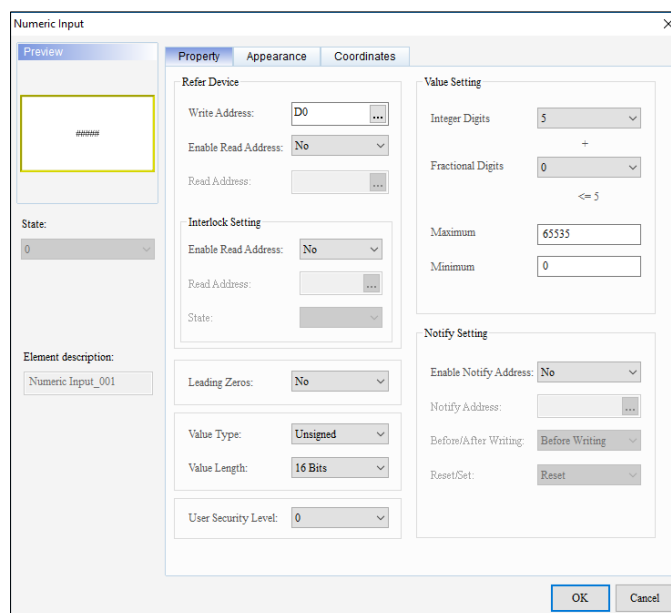 Numeric Input
Preview
#####
State:
0
Element description:
Numeric Input_001
Property Appearance Coordinates
Refer Device
Write Address: D0 ...
Enable Read Address: No
Read Address: ...
Interlock Setting
Enable Read Address: No
Read Address: ...
State:
Leading Zeros: No
Value Type: Unsigned
Value Length: 16 Bits
User Security Level: 0
Value Setting
Integer Digits 5
+
Fractional Digits 0
<= 5
Maximum 65535
Minimum 0
Notify Setting
Enable Notify Address: No
Notify Address: ...
Before/After Writing: Before Writing
Reset/Set: Reset
OK Cancel